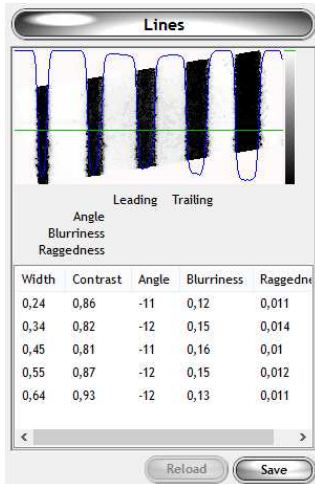 Lines
Leading Trailing
Angle
Blurriness
Raggedness
Width Contrast Angle Blurriness Raggedne
0,24 0,86 -11 0,12 0,011
0,34 0,82 -12 0,15 0,014
0,45 0,81 -11 0,16 0,01
0,55 0,87 -12 0,15 0,012
0,64 0,93 -12 0,13 0,011
Reload Save